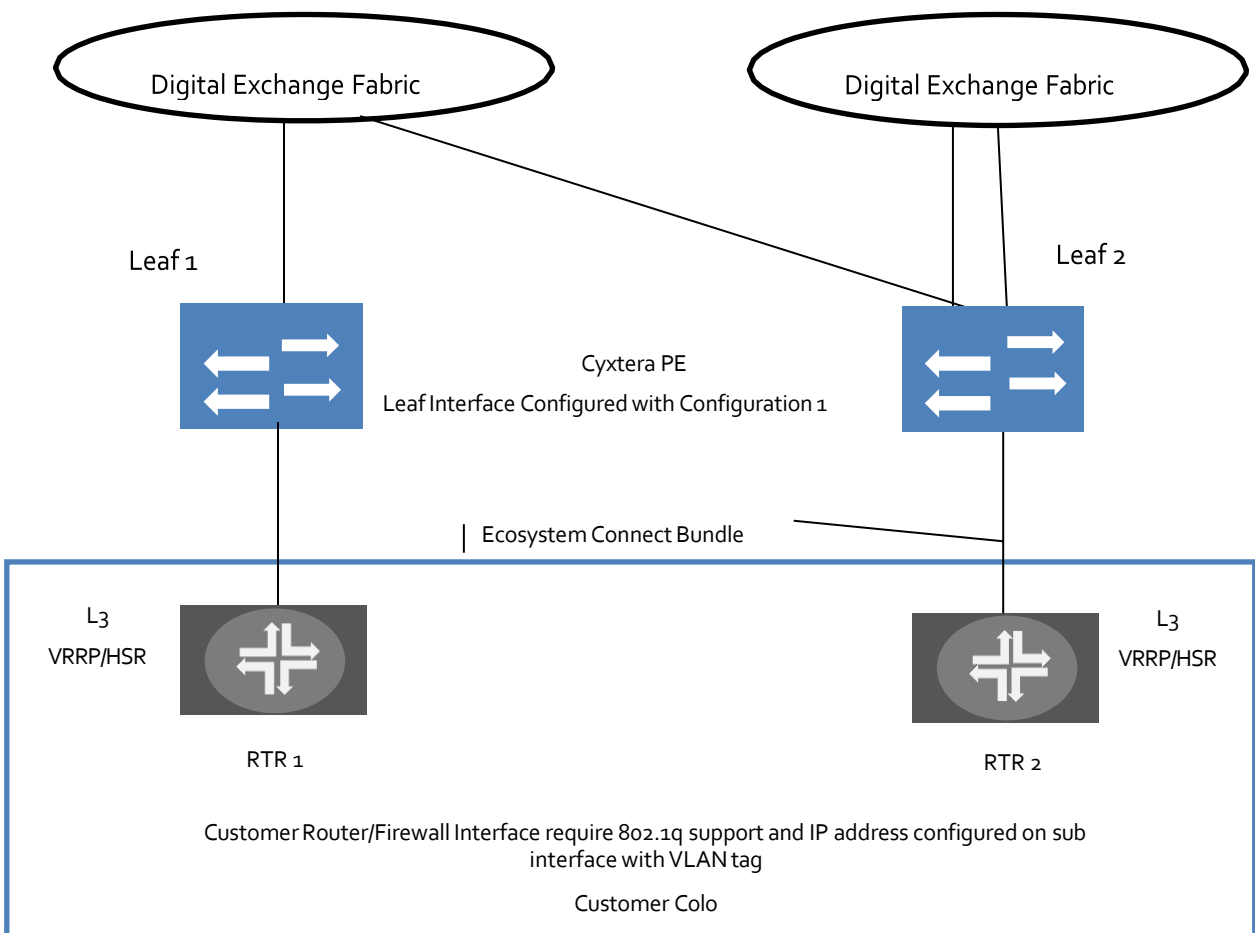 Digital Exchange Fabric
Digital Exchange Fabric
Leaf 1
Leaf 2
Cyxtera PE
Leaf Interface Configured with Configuration 1
Ecosystem Connect Bundle
L3
VRRP/HSR
L3
VRRP/HSR
RTR 1
RTR 2
Customer Router/Firewall Interface require 802.1q support and IP address configured on sub
interface with VLAN tag
Customer Colo